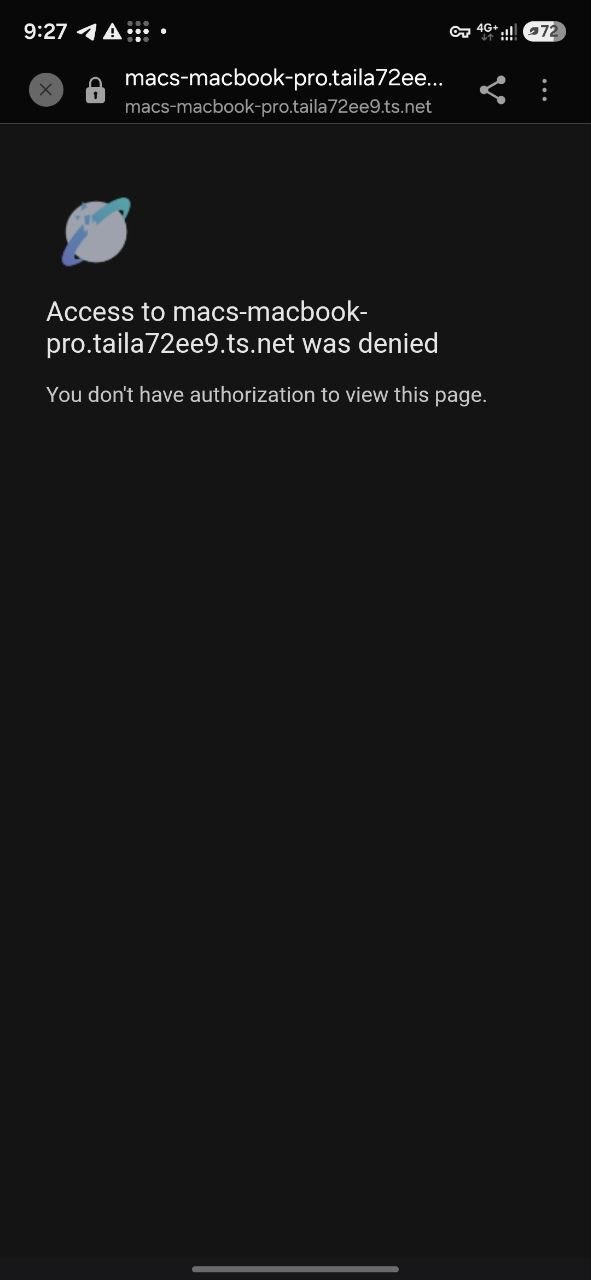 9:27
4G+
72
macs-macbook-pro.taila72ee...
macs-macbook-pro.taila72ee9.ts.net
Access to macs-macbook-
pro.taila72ee9.ts.net was denied
You don't have authorization to view this page.